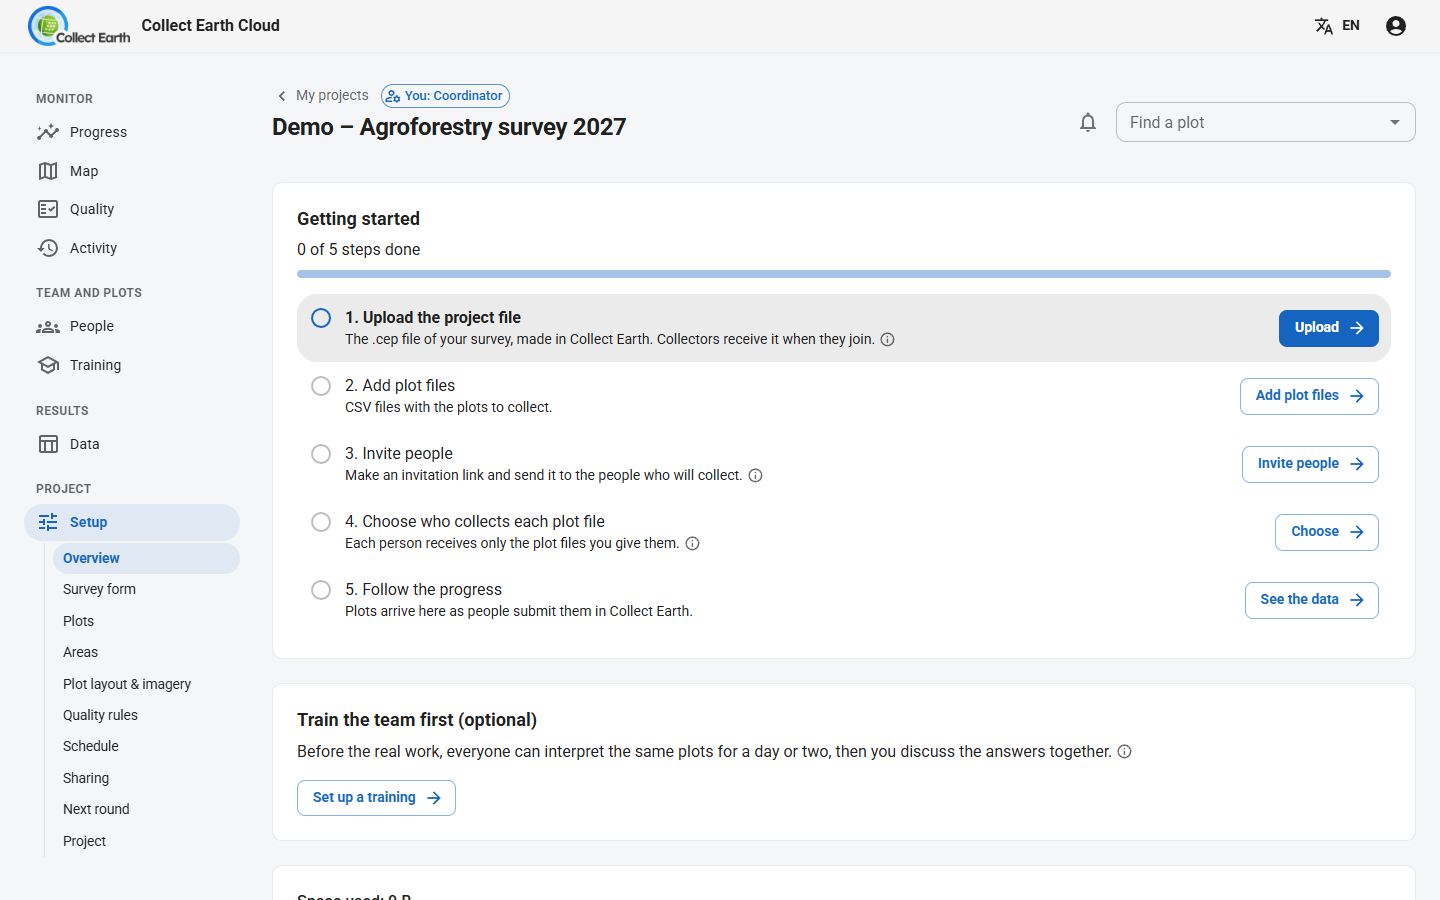 Collect Earth
Collect Earth Cloud
EN
MONITOR
Progress
Map
Quality
Activity
TEAM AND PLOTS
People
Training
RESULTS
Data
PROJECT
Setup
Overview
Survey form
Plots
Areas
Plot layout & imagery
Quality rules
Schedule
Sharing
Next round
Project
My projects
You: Coordinator
Demo – Agroforestry survey 2027
Find a plot
Getting started
0 of 5 steps done
1. Upload the project file
The .cep file of your survey, made in Collect Earth. Collectors receive it when they join.
Upload
2. Add plot files
CSV files with the plots to collect.
Add plot files
3. Invite people
Make an invitation link and send it to the people who will collect.
Invite people
4. Choose who collects each plot file
Each person receives only the plot files you give them.
Choose
5. Follow the progress
Plots arrive here as people submit them in Collect Earth.
See the data
Train the team first (optional)
Before the real work, everyone can interpret the same plots for a day or two, then you discuss the answers together.
Set up a training
Space used: 0 B